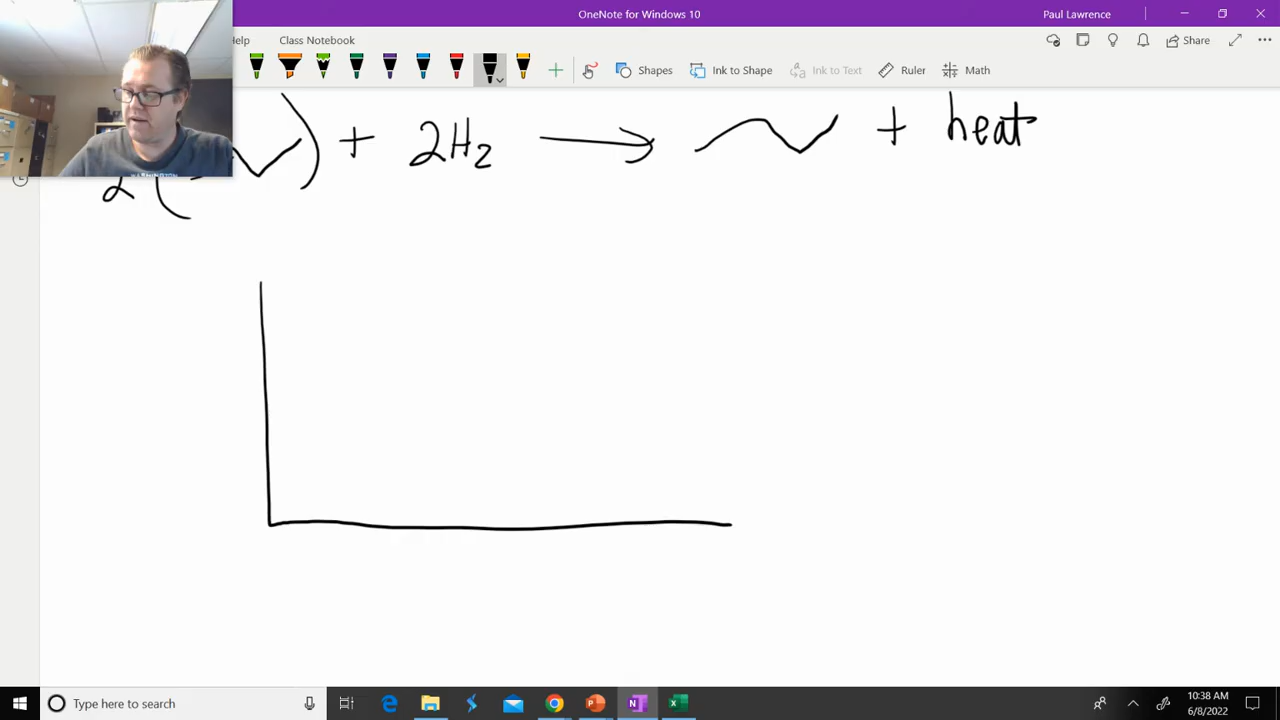 OneNote for Windows 10
Paul Lawrence
Help Class Notebook
Shapes Ink to Shape Ink to Text Ruler Math Share
2( ) + 2H2 → + heat
WASHINGTON
Type here to search
10:38 AM
6/8/2022